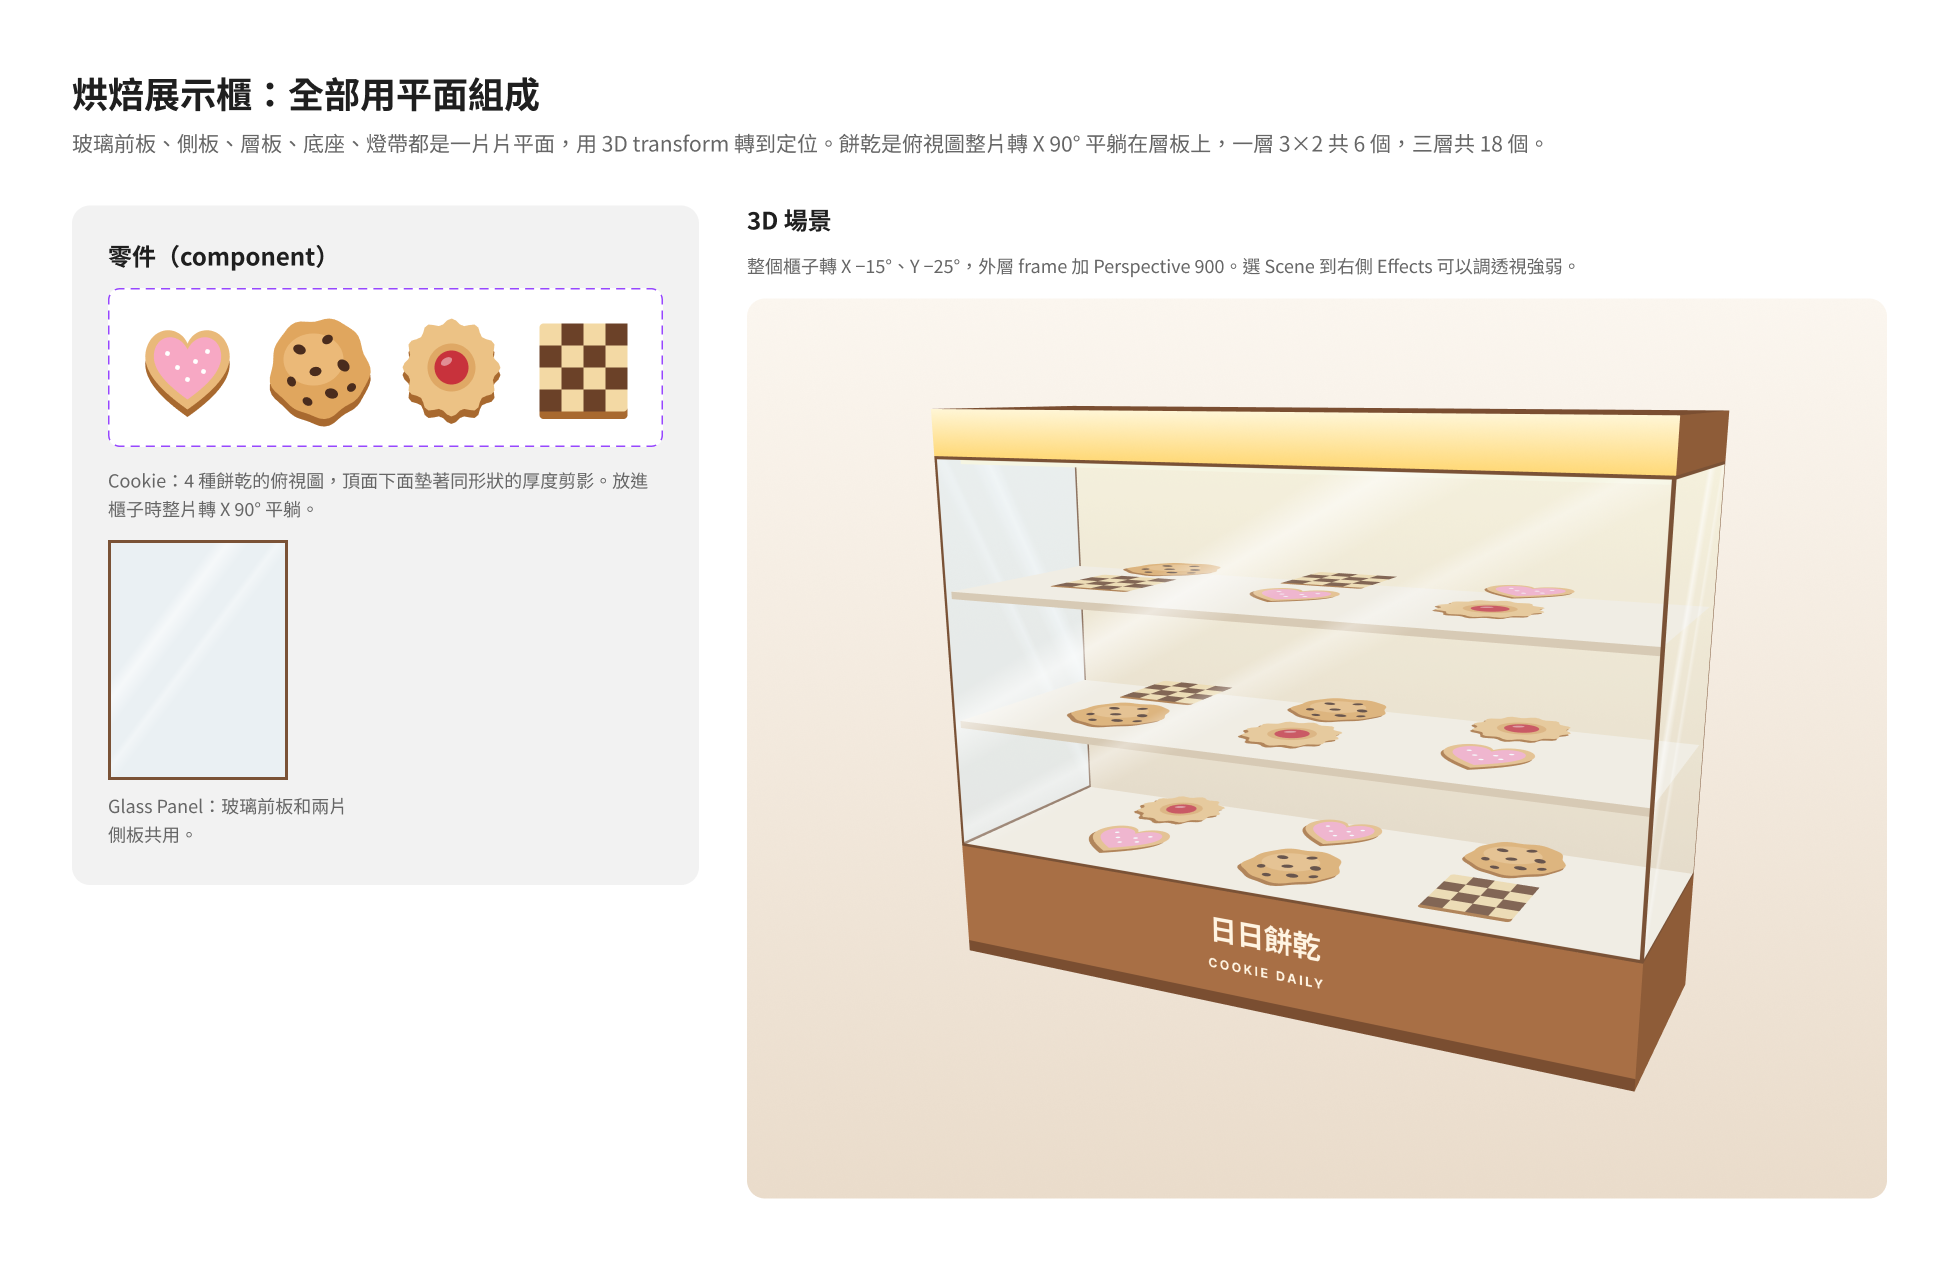 烘焙展示櫃：全部用平面組成
玻璃前板、側板、層板、底座、燈帶都是一片片平面，用 3D transform 轉到定位。餅乾是俯視圖整片轉 X 90° 平躺在層板上，一層 3×2 共 6 個，三層共 18 個。
零件（component）
Cookie：4 種餅乾的俯視圖，頂面下面墊著同形狀的厚度剪影。放進
櫃子時整片轉 X 90° 平躺。
Glass Panel：玻璃前板和兩片
側板共用。
3D 場景
整個櫃子轉 X −15°、Y −25°，外層 frame 加 Perspective 900。選 Scene 到右側 Effects 可以調透視強弱。
日日餅乾
COOKIE DAILY